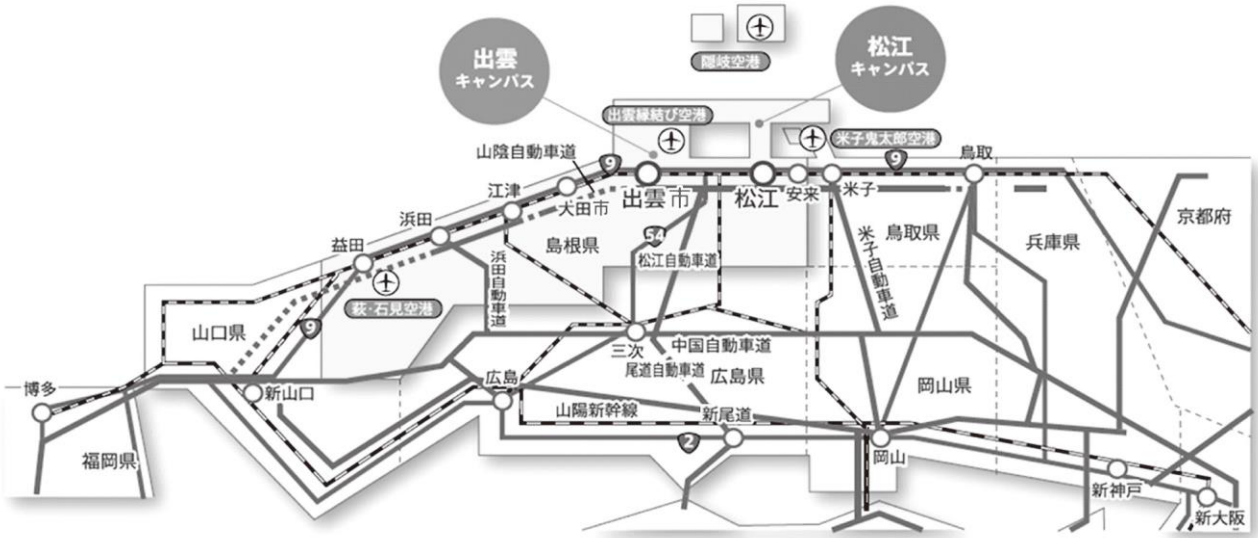 出雲
キャンパス
松江
キャンパス
隠岐空港
出雲縁結び空港
米子鬼太郎空港
山陰自動車道
9
9
鳥取
江津
大田市
出雲市
松江
安来
米子
浜田
益田
島根県
54
松江自動車道
米子自動車道
鳥取県
兵庫県
京都府
浜田自動車道
萩・石見空港
山口県
9
三次
中国自動車道
尾道自動車道
広島県
岡山県
博多
新山口
広島
山陽新幹線
新尾道
2
岡山
福岡県
新神戸
新大阪